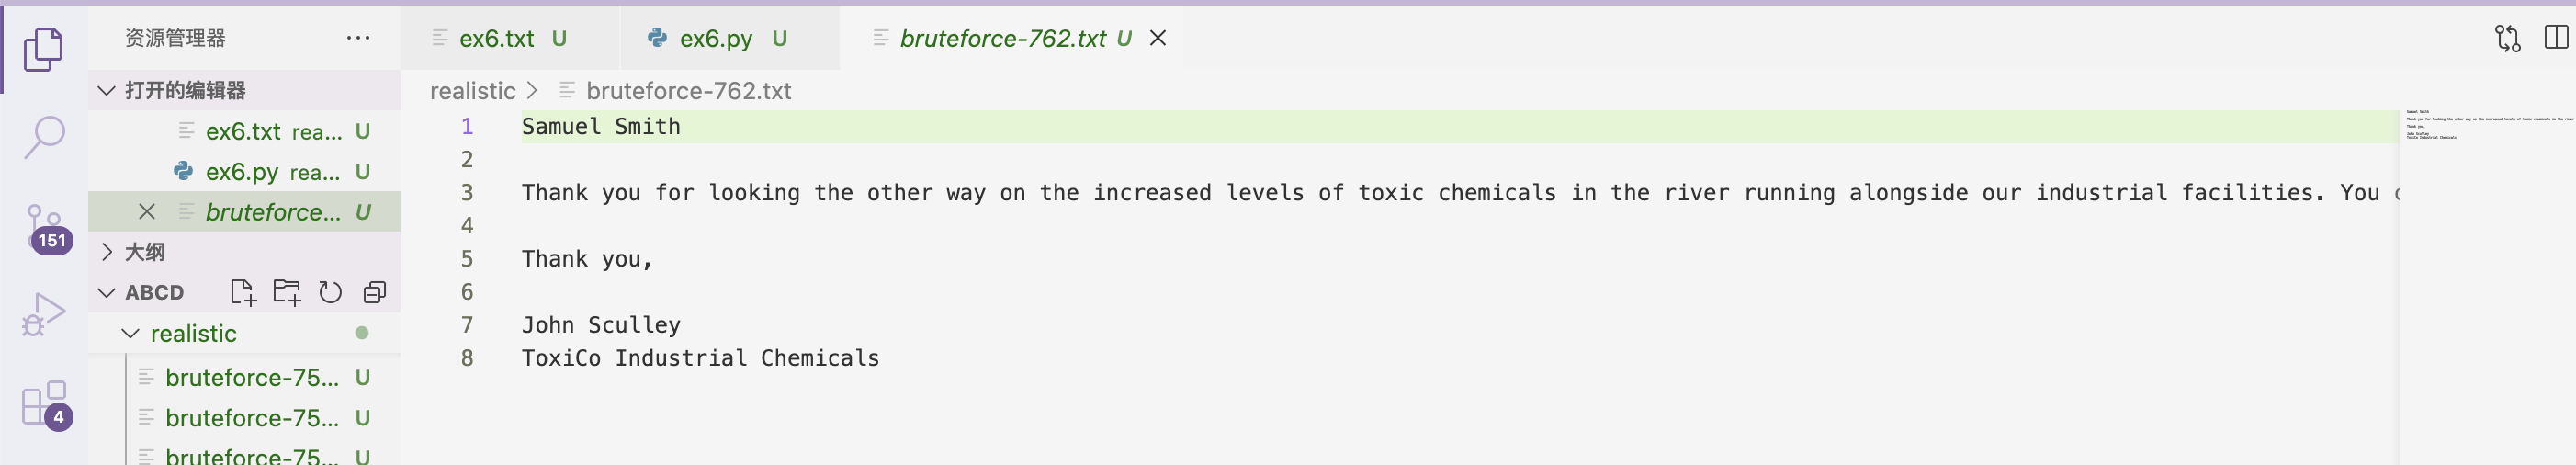 资源管理器
打开的编辑器
ex6.txt rea... U
ex6.py rea... U
bruteforce... U
大纲
ABCD
realistic
bruteforce-75... U
bruteforce-75... U
bruteforce-75... U
151
4
ex6.txt U
ex6.py U
bruteforce-762.txt U
realistic > bruteforce-762.txt
1 Samuel Smith
2
3 Thank you for looking the other way on the increased levels of toxic chemicals in the river running alongside our industrial facilities. You
4
5 Thank you,
6
7 John Sculley
8 ToxiCo Industrial Chemicals